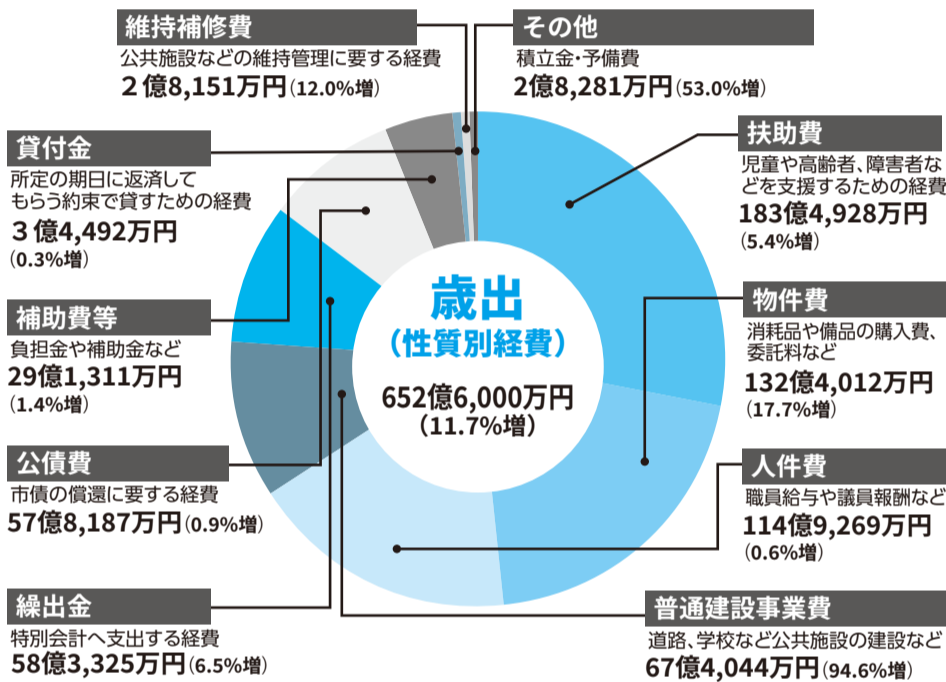 維持補修費
公共施設などの維持管理に要する経費
2億8,151万円(12.0%増)
その他
積立金・予備費
2億8,281万円(53.0%増)
貸付金
所定の期日に返済して
もらう約束で貸すための経費
3億4,492万円
(0.3%増)
扶助費
児童や高齢者、障害者な
どを支援するための経費
183億4,928万円
(5.4%増)
補助費等
負担金や補助金など
29億1,311万円
(1.4%増)
歳出
(性質別経費)
652億6,000万円
(11.7%増)
物件費
消耗品や備品の購入費、
委託料など
132億4,012万円
(17.7%増)
公債費
市債の償還に要する経費
57億8,187万円(0.9%増)
人件費
職員給与や議員報酬など
114億9,269万円
(0.6%増)
繰出金
特別会計へ支出する経費
58億3,325万円(6.5%増)
普通建設事業費
道路、学校など公共施設の建設など
67億4,044万円(94.6%増)